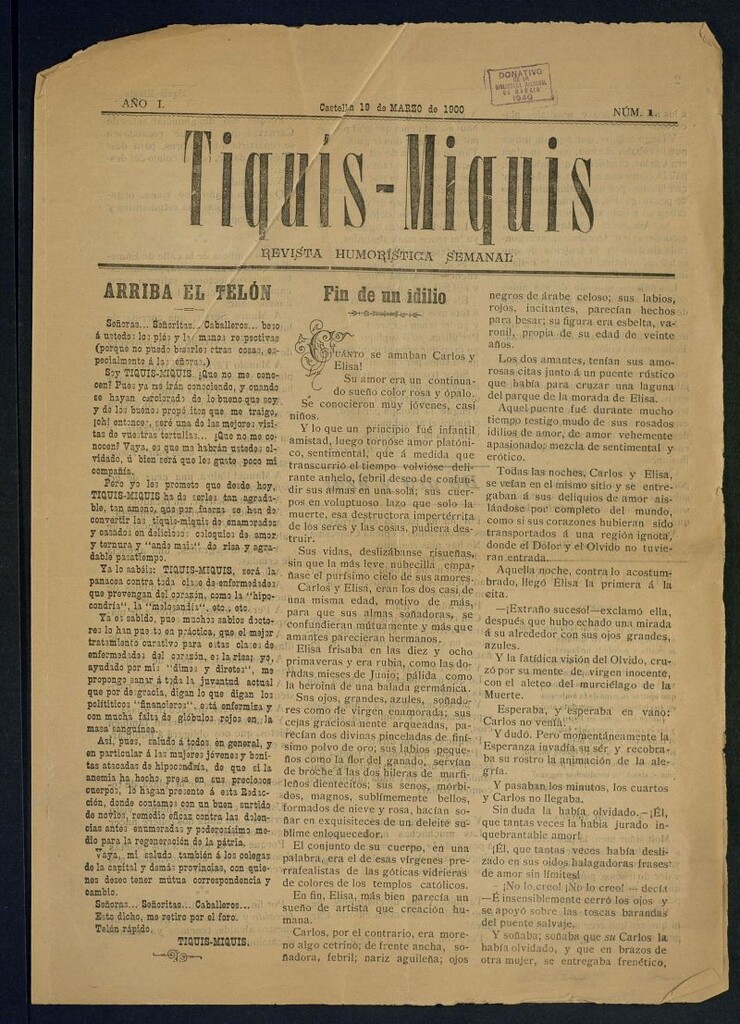 AÑO I.
Castella 19 de MARZO de 1900
DONATIVO
DE LA
BIBLIOTECA NACIONAL
1940
NÚM. 1.
Tiquis-Miquis
REVISTA HUMORÍSTICA SEMANAL
ARRIBA EL TELÓN
Señoras... Señoritas... Caballeros... beso
á ustedes los piés y las manos respectivas
(porque no puedo besarles otras cosas, es-
pecialmente á las señoras.)
Soy TIQUIS-MIQUIS. ¿Que no me cono-
cen? Pues ya me irán conociendo, y cuando
se hayan cerciorado de lo bueno que soy
y de los buenos propósitos que me traigo,
¡oh! entonces, seré una de las mejores visi-
tas de vuestras tertulias... ¿Que no me co-
nocen? Vaya, es que me habrán ustedes ol-
vidado, ú bien será que les guste poco mi
compañía.
Pero yo les prometo que desde hoy,
TIQUIS-MIQUIS ha de serles tan agrada-
ble, tan ameno, que por fuerza se han de
convertir las tiquis-miquis de enamorados
y casados en deliciosos coloquios de amor
y ternura y "ande mais" de risa y agra-
dable pasatiempo.
Ya lo sabéis: TIQUIS-MIQUIS, será la
panacea contra toda clase de enfermedades
que provengan del corazón, como la "hipo-
condría", la "melopandía", etc., etc.
Ya es sabido, pues muchos sabios docto-
res lo han puesto en práctica, que el mejor
tratamiento curativo para estas clases de
enfermedades del corazón, es la risa; yo,
ayudado por mis "dimes y diretes", me
propongo sanar á toda la juventud actual
que por desgracia, digan lo que digan los
polititicos "financieros", está enfermiza y
con mucha falta de glóbulos rojos en la
masa sanguínea.
Así, pues, saludo á todos en general, y
en particular á las mujeres jóvenes y boni-
tas atacadas de hipocondría, de que si la
anemia ha hecho presa en sus preciosos
cuerpos, lo hagan presente á esta Redac-
ción, donde contamos con un buen surtido
de novios, remedio eficaz contra las dolen-
cias antes enumeradas y poderosísimo me-
dio para la regeneración de la pátria.
Vaya, mi saludo también á los colegas
de la capital y demás provincias, con quie-
nes deseo tener mútua correspondencia y
cambio.
Señoras... Señoritas... Caballeros...
Esto dicho, me retiro por el foro.
Telón rápido.
TIQUIS-MIQUIS.
Fin de un idilio
CUÁNTO se amaban Carlos y
Elisa!
Su amor era un continua-
do sueño color rosa y ópalo.
Se conocieron muy jóvenes, casi
niños.
Y lo que un principio fué infantil
amistad, luego tornóse amor platóni-
co, sentimental, que á medida que
transcurrió el tiempo volvióse deli-
rante anhelo, febril deseo de confun-
dir sus almas en una sola; sus cuer-
pos en voluptuoso lazo que solo la
muerte, esa destructora impertérrita
de los seres y las cosas, pudiera des-
truir.
Sus vidas, deslizábanse risueñas,
sin que la más leve nubecilla empa-
ñase el purísimo cielo de sus amores.
Carlos y Elisa, eran los dos casi de
una misma edad, motivo de más,
para que sus almas soñadoras, se
confundieran mútuamente y más que
amantes parecieran hermanos.
Elisa frisaba en las diez y ocho
primaveras y era rubia, como las do-
radas mieses de Junio; pálida como
la heroína de una balada germánica.
Sns ojos, grandes, azules, soñado-
res como de virgen enamorada; sus
cejas graciosamente arqueadas, pa-
recían dos divinas pinceladas de finí-
simo polvo de oro; sus labios peque-
ños como la flor del ganado, servían
de broche á las dos hileras de marfi-
leños dientecitos; sus senos, mórbi-
dos, magnos, sublimemente bellos,
formados de nieve y rosa, hacían so-
ñar en exquisiteces de un deleite su-
blime enloquecedor.
El conjunto de su cuerpo, en una
palabra, era el de esas vírgenes pre-
rrafaelistas de las góticas vidrieras
de colores de los templos católicos.
En fin, Elisa, más bien parecía un
sueño de artista que creación hu-
mana.
Carlos, por el contrario, era more-
no algo cetrino; de frente ancha, so-
ñadora, febril; nariz aguileña; ojos
negros de árabe celoso; sus labios,
rojos, incitantes, parecían hechos
para besar; su figura era esbelta, va-
ronil, propia de su edad de veinte
años.
Los dos amantes, tenían sus amo-
rosas citas junto á un puente rústico
que había para cruzar una laguna
del parque de la morada de Elisa.
Aquel puente fué durante mucho
tiempo testigo mudo de sus rosados
idilios de amor, de amor vehemente
apasionado; mezcla de sentimental y
erótico.
Todas las noches, Carlos y Elisa,
se veían en el mismo sitio y se entre-
gaban á sus deliquios de amor ais-
lándose por completo del mundo,
como si sus corazones hubieran sido
transportados á una región ignota,
donde el Dolor y el Olvido no tuvie-
ran entrada.
Aquella noche, contra lo acostum-
brado, llegó Elisa la primera á la
cita.
—¡Extraño suceso!—exclamó ella,
después que hubo echado una mirada
á su alrededor con sus ojos grandes,
azules.
Y la fatídica visión del Olvido, cru-
zó por su mente de virgen inocente,
con el aleteo del murciélago de la
Muerte.
Esperaba, y esperaba en vano:
Carlos no venía!
Y dudó. Pero momentáneamente la
Esperanza invadía su sér y recobra-
ba su rostro la animación de la ale-
gría.
Y pasaban los minutos, los cuartos
y Carlos no llegaba.
Sin duda la había olvidado.—¡Él,
que tantas veces la había jurado in-
quebrantable amor!
¡Él, que tantas veces había desli-
zado en sus oídos halagadoras frases
de amor sin límites!
—¡No lo creo! ¡No lo creo! — decía
—É insensiblemente cerró los ojos y
se apoyó sobre las toscas barandas
del puente salvaje.
Y soñaba; soñaba que su Carlos la
había olvidado, y que en brazos de
otra mujer, se entregaba frenético,